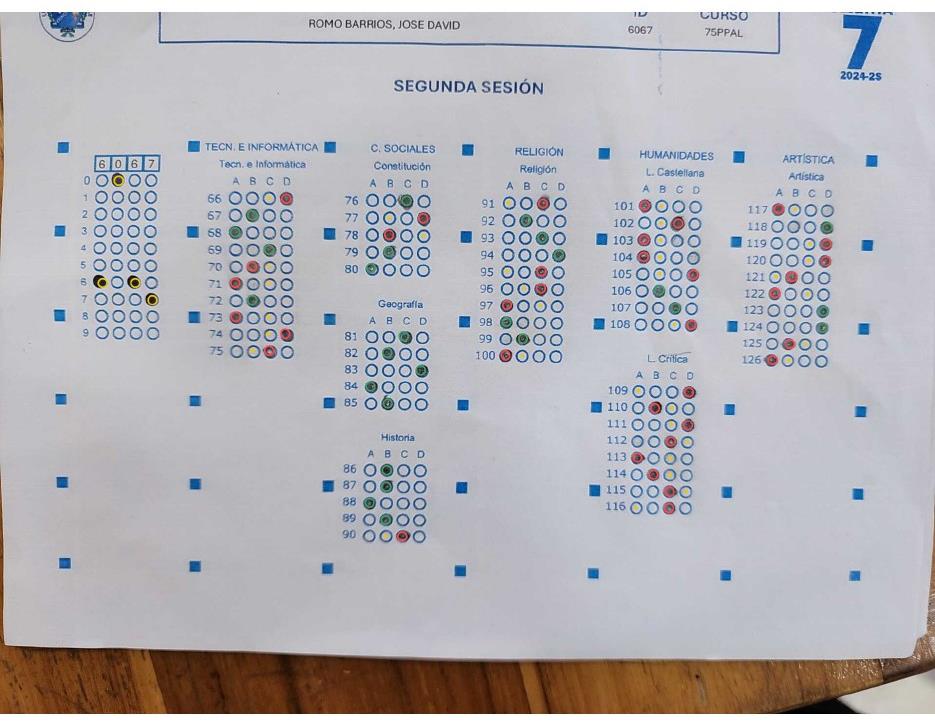 ID CURSO
ROMO BARRIOS, JOSE DAVID 6067 75PPAL
7
2024-2S
SEGUNDA SESIÓN
6 0 6 7
0
1
2
3
4
5
6
7
8
9
TECN. E INFORMÁTICA
Tecn. e Informática
A B C D
66
67
68
69
70
71
72
73
74
75
C. SOCIALES
Constitución
A B C D
76
77
78
79
80
Geografía
A B C D
81
82
83
84
85
Historia
A B C D
86
87
88
89
90
RELIGIÓN
Religión
A B C D
91
92
93
94
95
96
97
98
99
100
HUMANIDADES
L. Castellana
A B C D
101
102
103
104
105
106
107
108
L. Crítica
A B C D
109
110
111
112
113
114
115
116
ARTÍSTICA
Artística
A B C D
117
118
119
120
121
122
123
124
125
126